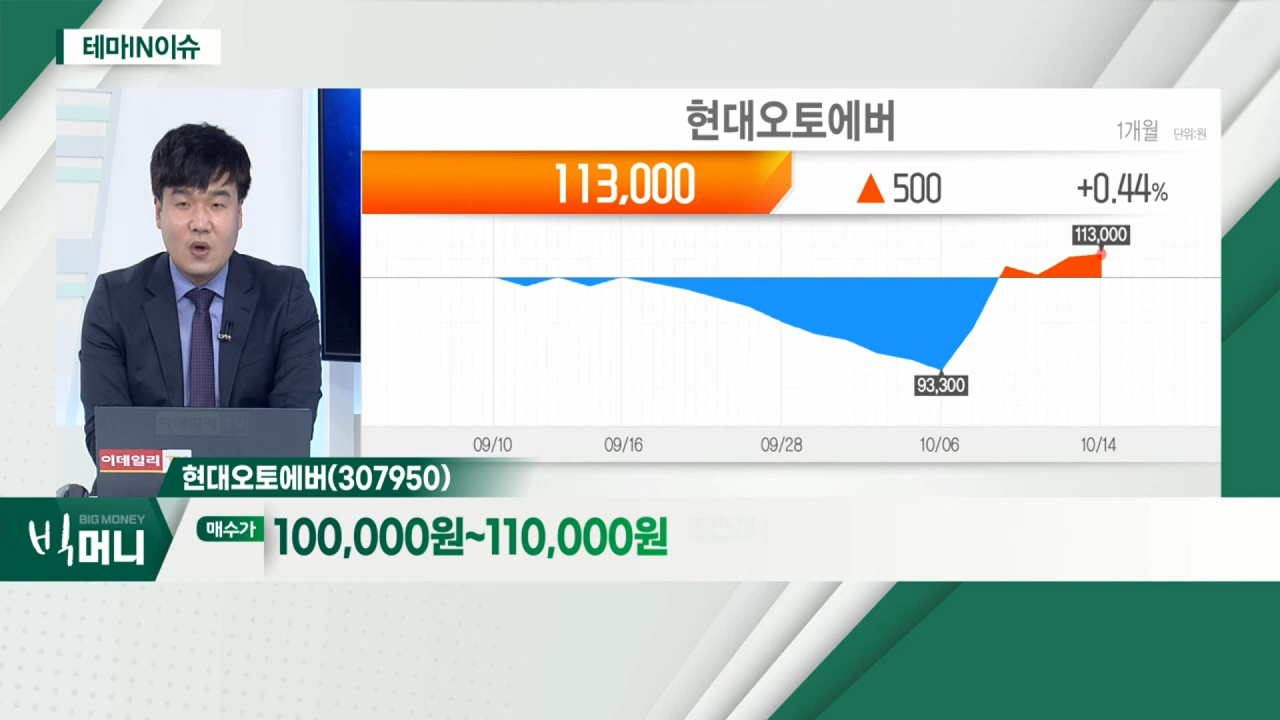 테마IN이슈
현대오토에버
1개월 단위:원
113,000
▲ 500
+0.44%
113,000
93,300
09/10 09/16 09/28 10/06 10/14
이데일리
현대오토에버(307950)
BIG MONEY
빅머니
매수가 100,000원~110,000원